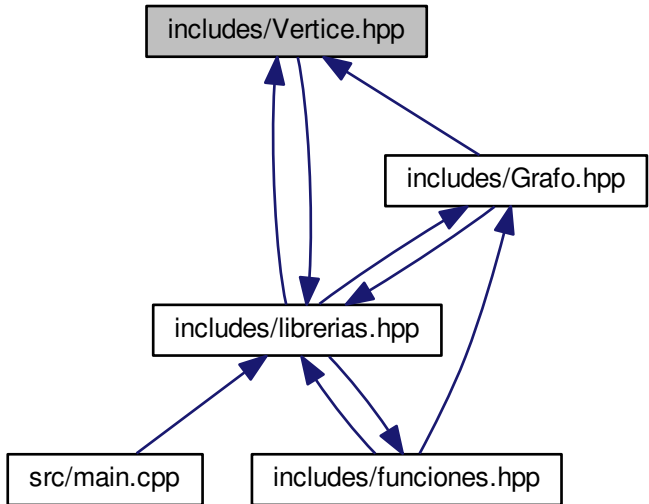 includes/Vertice.hpp
includes/Grafo.hpp
includes/librerias.hpp
src/main.cpp
includes/funciones.hpp